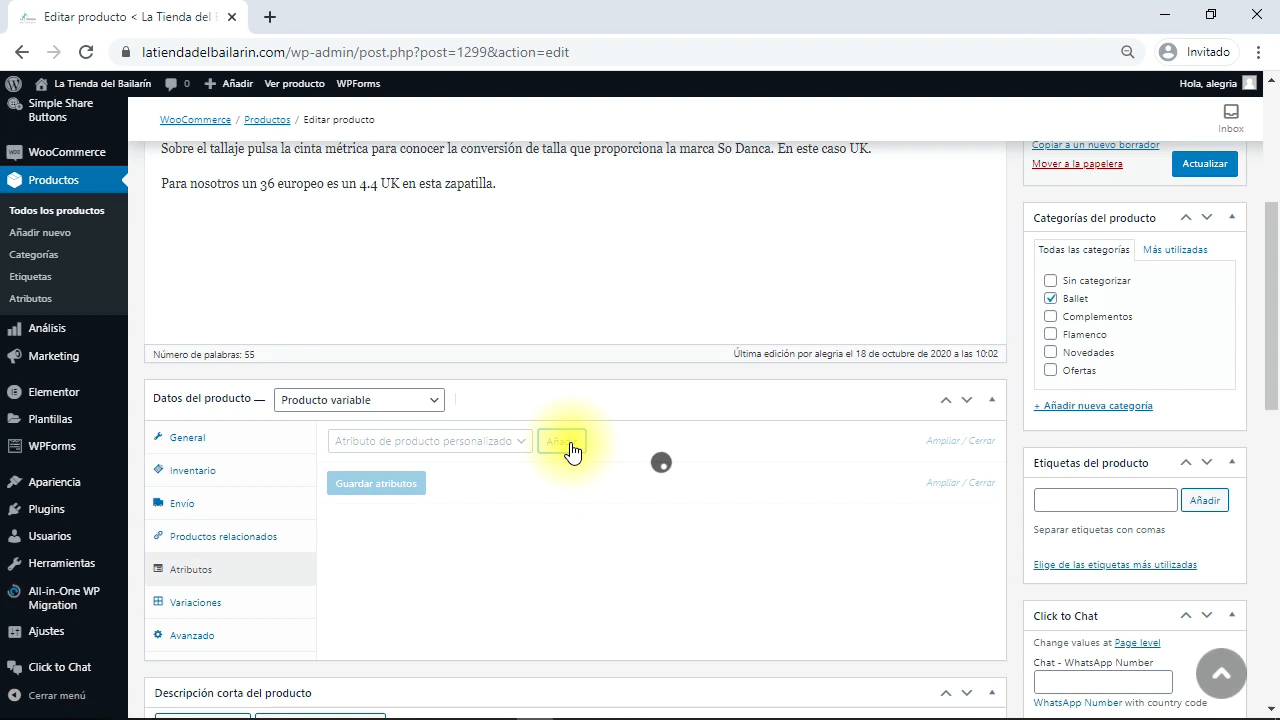 Editar producto < La Tienda del
latiendadelbailarin.com/wp-admin/post.php?post=1299&action=edit
Invitado
La Tienda del Bailarín
0
Añadir
Ver producto
WPForms
Hola, alegria
Simple Share
Buttons
WooCommerce
Productos
Todos los productos
Añadir nuevo
Categorías
Etiquetas
Atributos
Análisis
Marketing
Elementor
Plantillas
WPForms
Apariencia
Plugins
Usuarios
Herramientas
All-in-One WP
Migration
Ajustes
Click to Chat
Cerrar menú
WooCommerce / Productos / Editar producto
Inbox
Sobre el tallaje pulsa la cinta métrica para conocer la conversión de talla que proporciona la marca So Danca. En este caso UK.
Para nosotros un 36 europeo es un 4.4 UK en esta zapatilla.
Número de palabras: 55
Última edición por alegria el 18 de octubre de 2020 a las 10:02
Datos del producto —
Producto variable
General
Inventario
Envío
Productos relacionados
Atributos
Variaciones
Avanzado
Atributo de producto personalizado
Añadir
Ampliar / Cerrar
Guardar atributos
Ampliar / Cerrar
Descripción corta del producto
Copiar a un nuevo borrador
Mover a la papelera
Actualizar
Categorías del producto
Todas las categorías
Más utilizadas
Sin categorizar
Ballet
Complementos
Flamenco
Novedades
Ofertas
+ Añadir nueva categoría
Etiquetas del producto
Añadir
Separar etiquetas con comas
Elige de las etiquetas más utilizadas
Click to Chat
Change values at Page level
Chat - WhatsApp Number
WhatsApp Number with country code